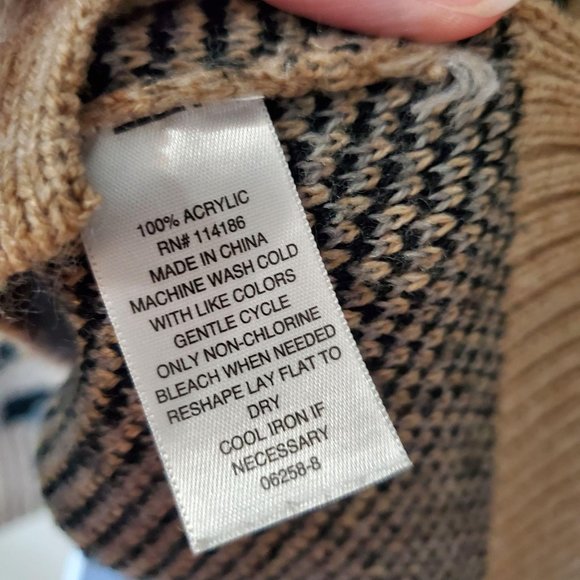 100% ACRYLIC
RN# 114186
MADE IN CHINA
MACHINE WASH COLD
WITH LIKE COLORS
GENTLE CYCLE
ONLY NON-CHLORINE
BLEACH WHEN NEEDED
RESHAPE LAY FLAT TO
DRY
COOL IRON IF
NECESSARY
06258-8